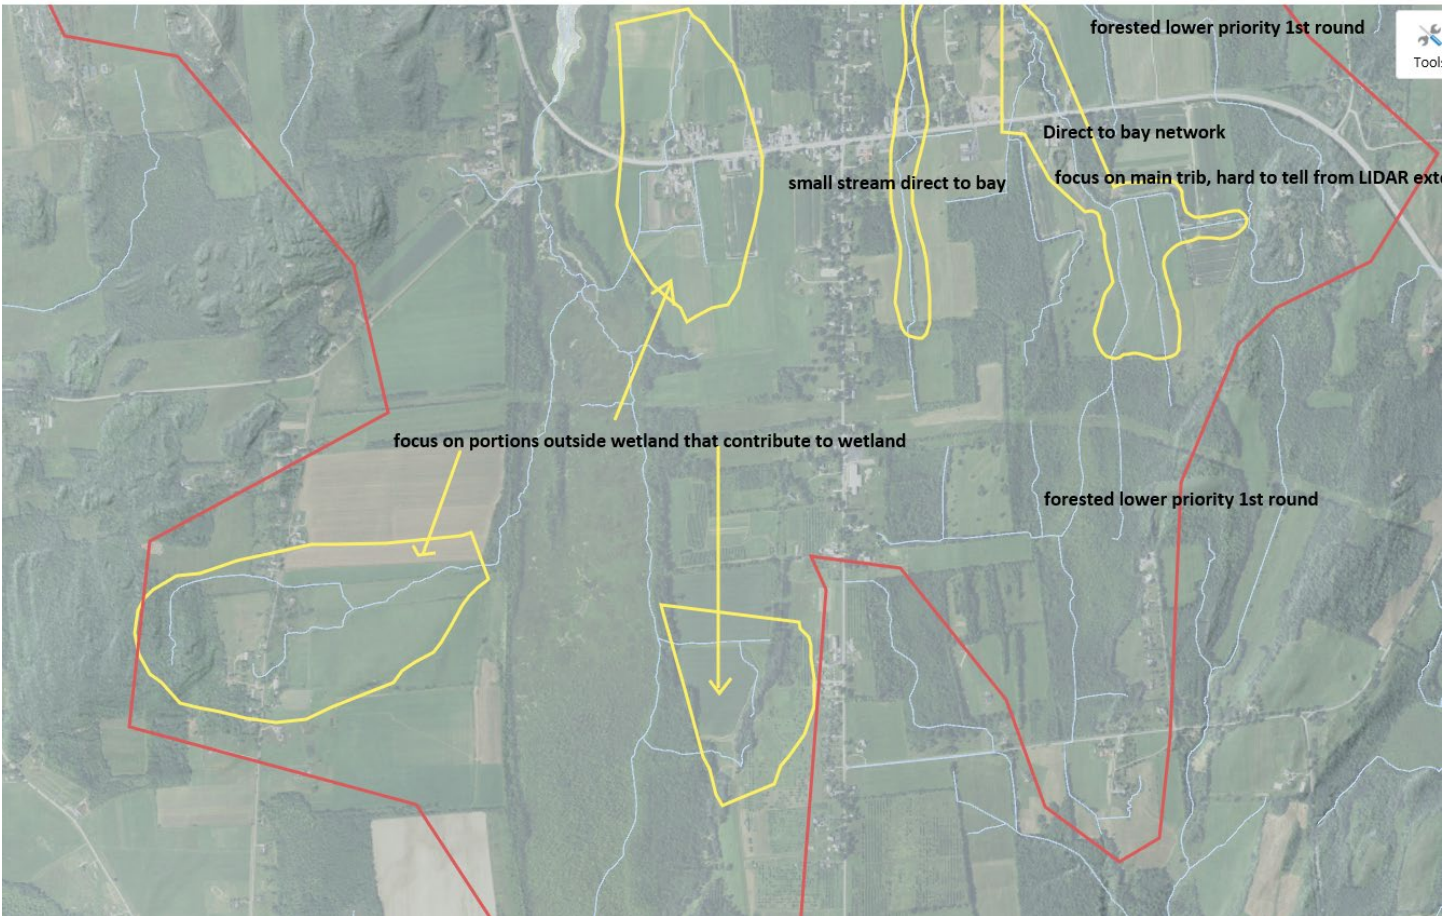 forested lower priority 1st round
Tools
Direct to bay network
small stream direct to bay
focus on main trib, hard to tell from LIDAR
focus on portions outside wetland that contribute to wetland
forested lower priority 1st round